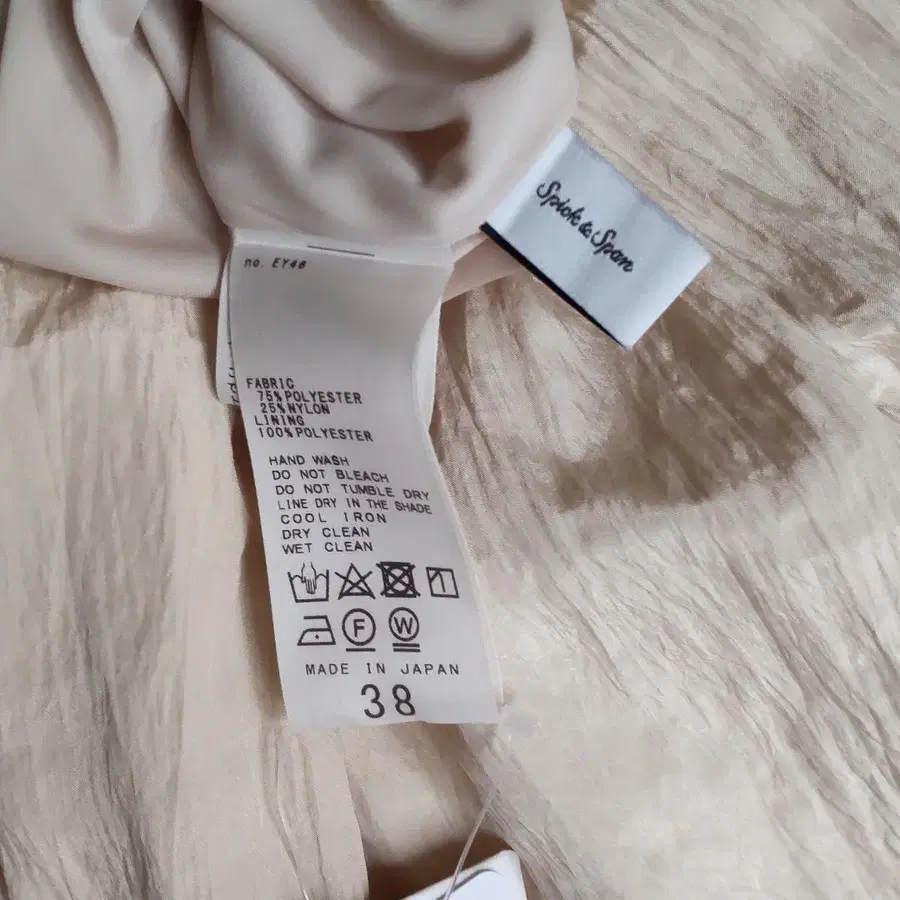 Spick & Span
no. EY46
FABRIC
75%POLYESTER
25%NYLON
LINING
100%POLYESTER
HAND WASH
DO NOT BLEACH
DO NOT TUMBLE DRY
LINE DRY IN THE SHADE
COOL IRON
DRY CLEAN
WET CLEAN
F W
MADE IN JAPAN
38